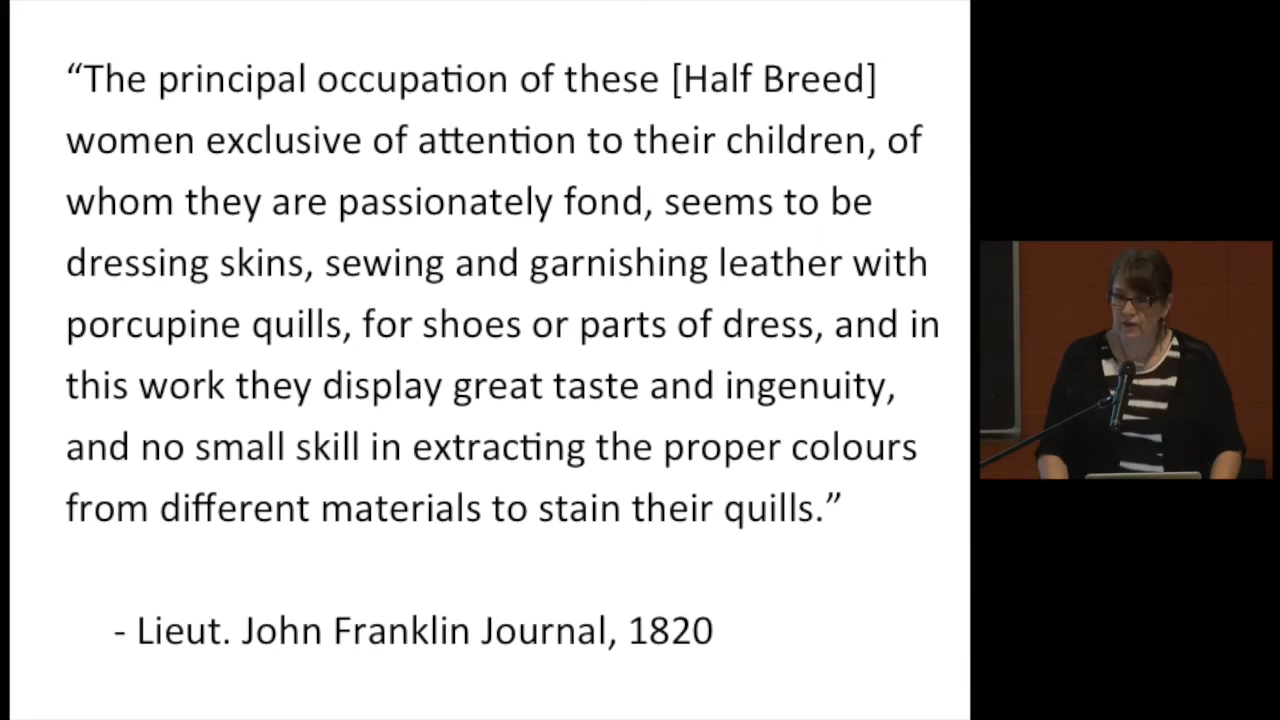 “The principal occupation of these [Half Breed]
women exclusive of attention to their children, of
whom they are passionately fond, seems to be
dressing skins, sewing and garnishing leather with
porcupine quills, for shoes or parts of dress, and in
this work they display great taste and ingenuity,
and no small skill in extracting the proper colours
from different materials to stain their quills.”
- Lieut. John Franklin Journal, 1820